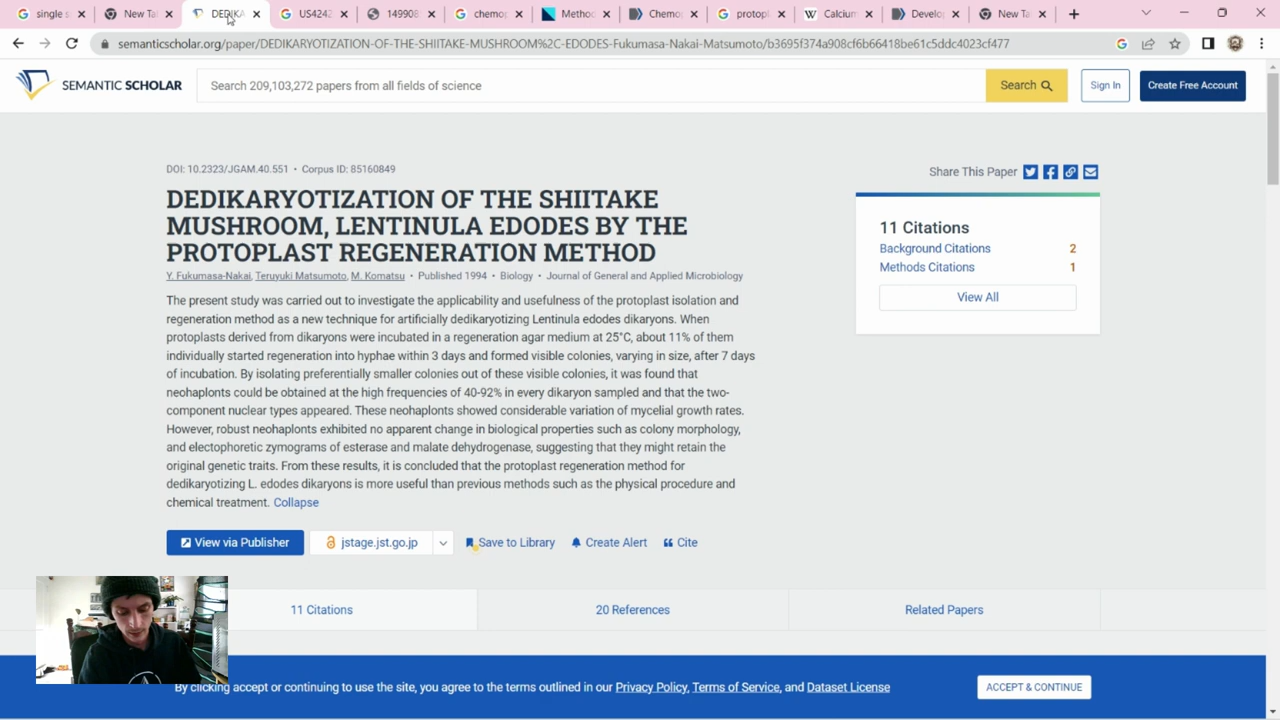 single s
New Ta
DEDIKA
US4242
149908
chemop
Metho
Chemo
protopl
Calcium
Develo
New Ta
semanticscholar.org/paper/DEDIKARYOTIZATION-OF-THE-SHIITAKE-MUSHROOM%2C-EDODES-Fukumasa-Nakai-Matsumoto/b3695f374a908cf6b66418be61c5ddc4023cf477
SEMANTIC SCHOLAR
Search 209,103,272 papers from all fields of science
Search
Sign In
Create Free Account
DOI: 10.2323/JGAM.40.551 • Corpus ID: 85160849
Share This Paper
DEDIKARYOTIZATION OF THE SHIITAKE
MUSHROOM, LENTINULA EDODES BY THE
PROTOPLAST REGENERATION METHOD
Y. Fukumasa-Nakai, Teruyuki Matsumoto, M. Komatsu • Published 1994 • Biology • Journal of General and Applied Microbiology
11 Citations
Background Citations 2
Methods Citations 1
View All
The present study was carried out to investigate the applicability and usefulness of the protoplast isolation and
regeneration method as a new technique for artificially dedikaryotizing Lentinula edodes dikaryons. When
protoplasts derived from dikaryons were incubated in a regeneration agar medium at 25°C, about 11% of them
individually started regeneration into hyphae within 3 days and formed visible colonies, varying in size, after 7 days
of incubation. By isolating preferentially smaller colonies out of these visible colonies, it was found that
neohaplonts could be obtained at the high frequencies of 40-92% in every dikaryon sampled and that the two-
component nuclear types appeared. These neohaplonts showed considerable variation of mycelial growth rates.
However, robust neohaplonts exhibited no apparent change in biological properties such as colony morphology,
and electophoretic zymograms of esterase and malate dehydrogenase, suggesting that they might retain the
original genetic traits. From these results, it is concluded that the protoplast regeneration method for
dedikaryotizing L. edodes dikaryons is more useful than previous methods such as the physical procedure and
chemical treatment. Collapse
View via Publisher
jstage.jst.go.jp
Save to Library
Create Alert
Cite
11 Citations
20 References
Related Papers
By clicking accept or continuing to use the site, you agree to the terms outlined in our Privacy Policy, Terms of Service, and Dataset License
ACCEPT & CONTINUE